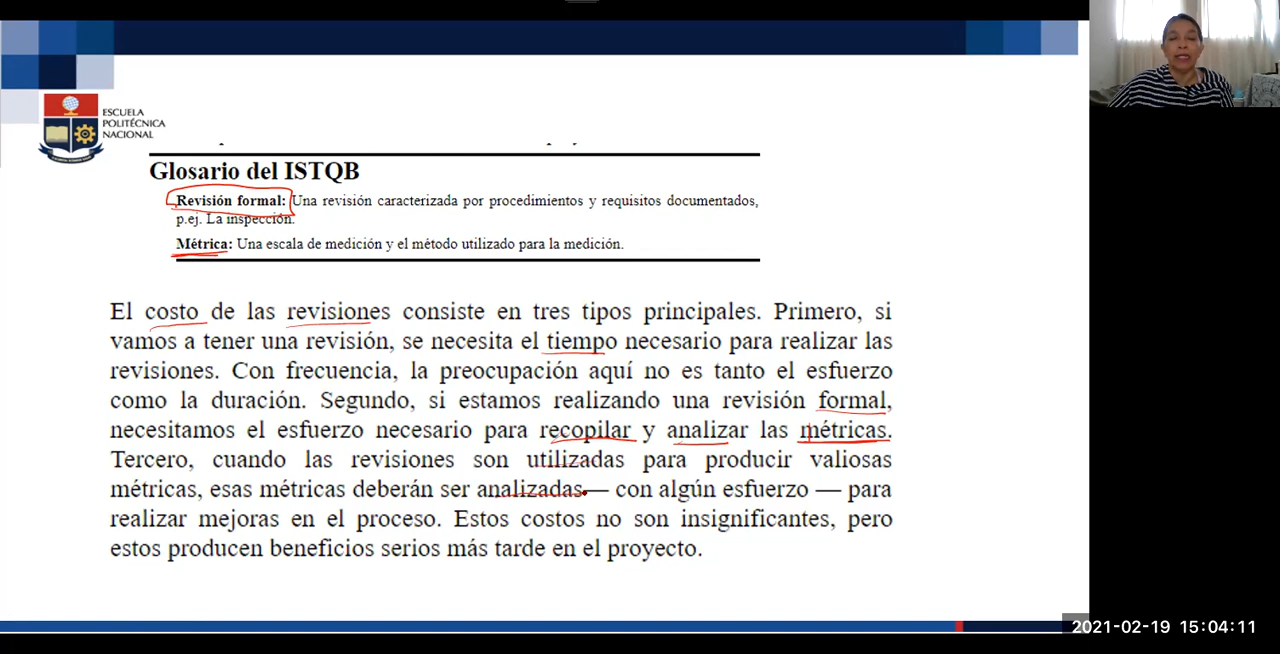 ESCUELA
POLITÉCNICA
NACIONAL
Glosario del ISTQB
Revisión formal: Una revisión caracterizada por procedimientos y requisitos documentados,
p.ej. La inspección.
Métrica: Una escala de medición y el método utilizado para la medición.
El costo de las revisiones consiste en tres tipos principales. Primero, si
vamos a tener una revisión, se necesita el tiempo necesario para realizar las
revisiones. Con frecuencia, la preocupación aquí no es tanto el esfuerzo
como la duración. Segundo, si estamos realizando una revisión formal,
necesitamos el esfuerzo necesario para recopilar y analizar las métricas.
Tercero, cuando las revisiones son utilizadas para producir valiosas
métricas, esas métricas deberán ser analizadas— con algún esfuerzo — para
realizar mejoras en el proceso. Estos costos no son insignificantes, pero
estos producen beneficios serios más tarde en el proyecto.
2021-02-19 15:04:11